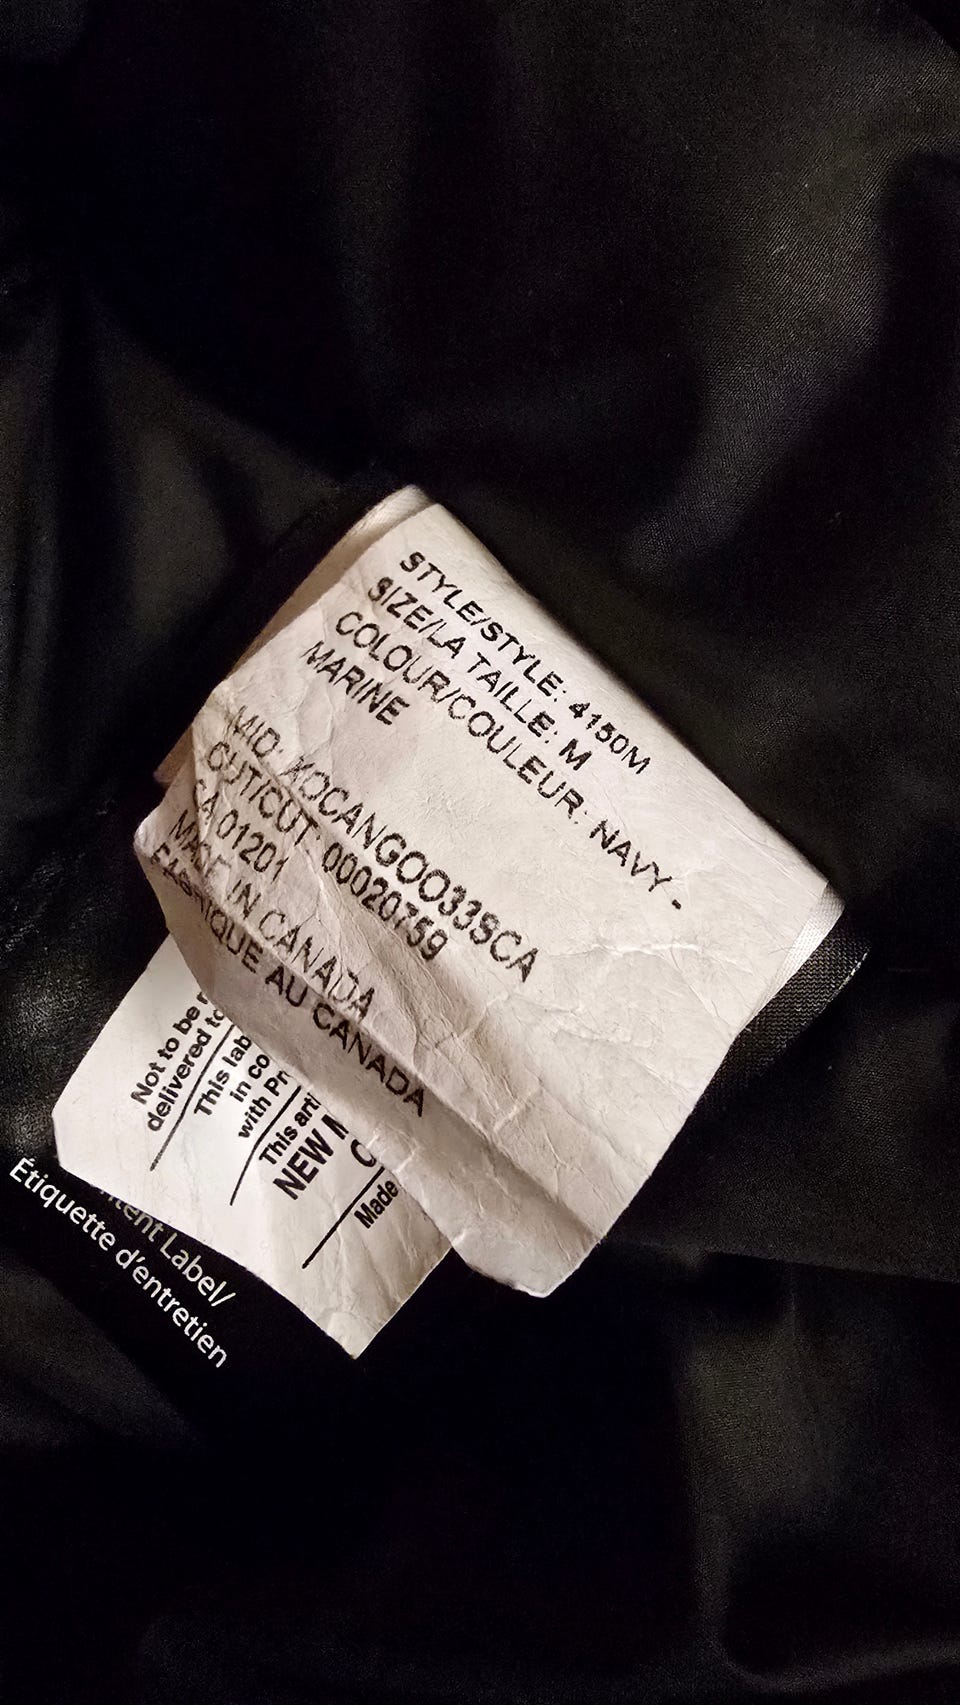 STYLE/STYLE: 4150M
SIZE/LA TAILLE: M
COLOUR/COULEUR: NAVY -
MARINE
MID: XOCANGOO33SCA
CUTICUT: 00020759
CA 01201
MADE IN CANADA
FABRIQUE AU CANADA
Not to be r
delivered to
This lab
in co
with Pr
This arti
NEW M
Made
ntent Label/
Étiquette d'entretien